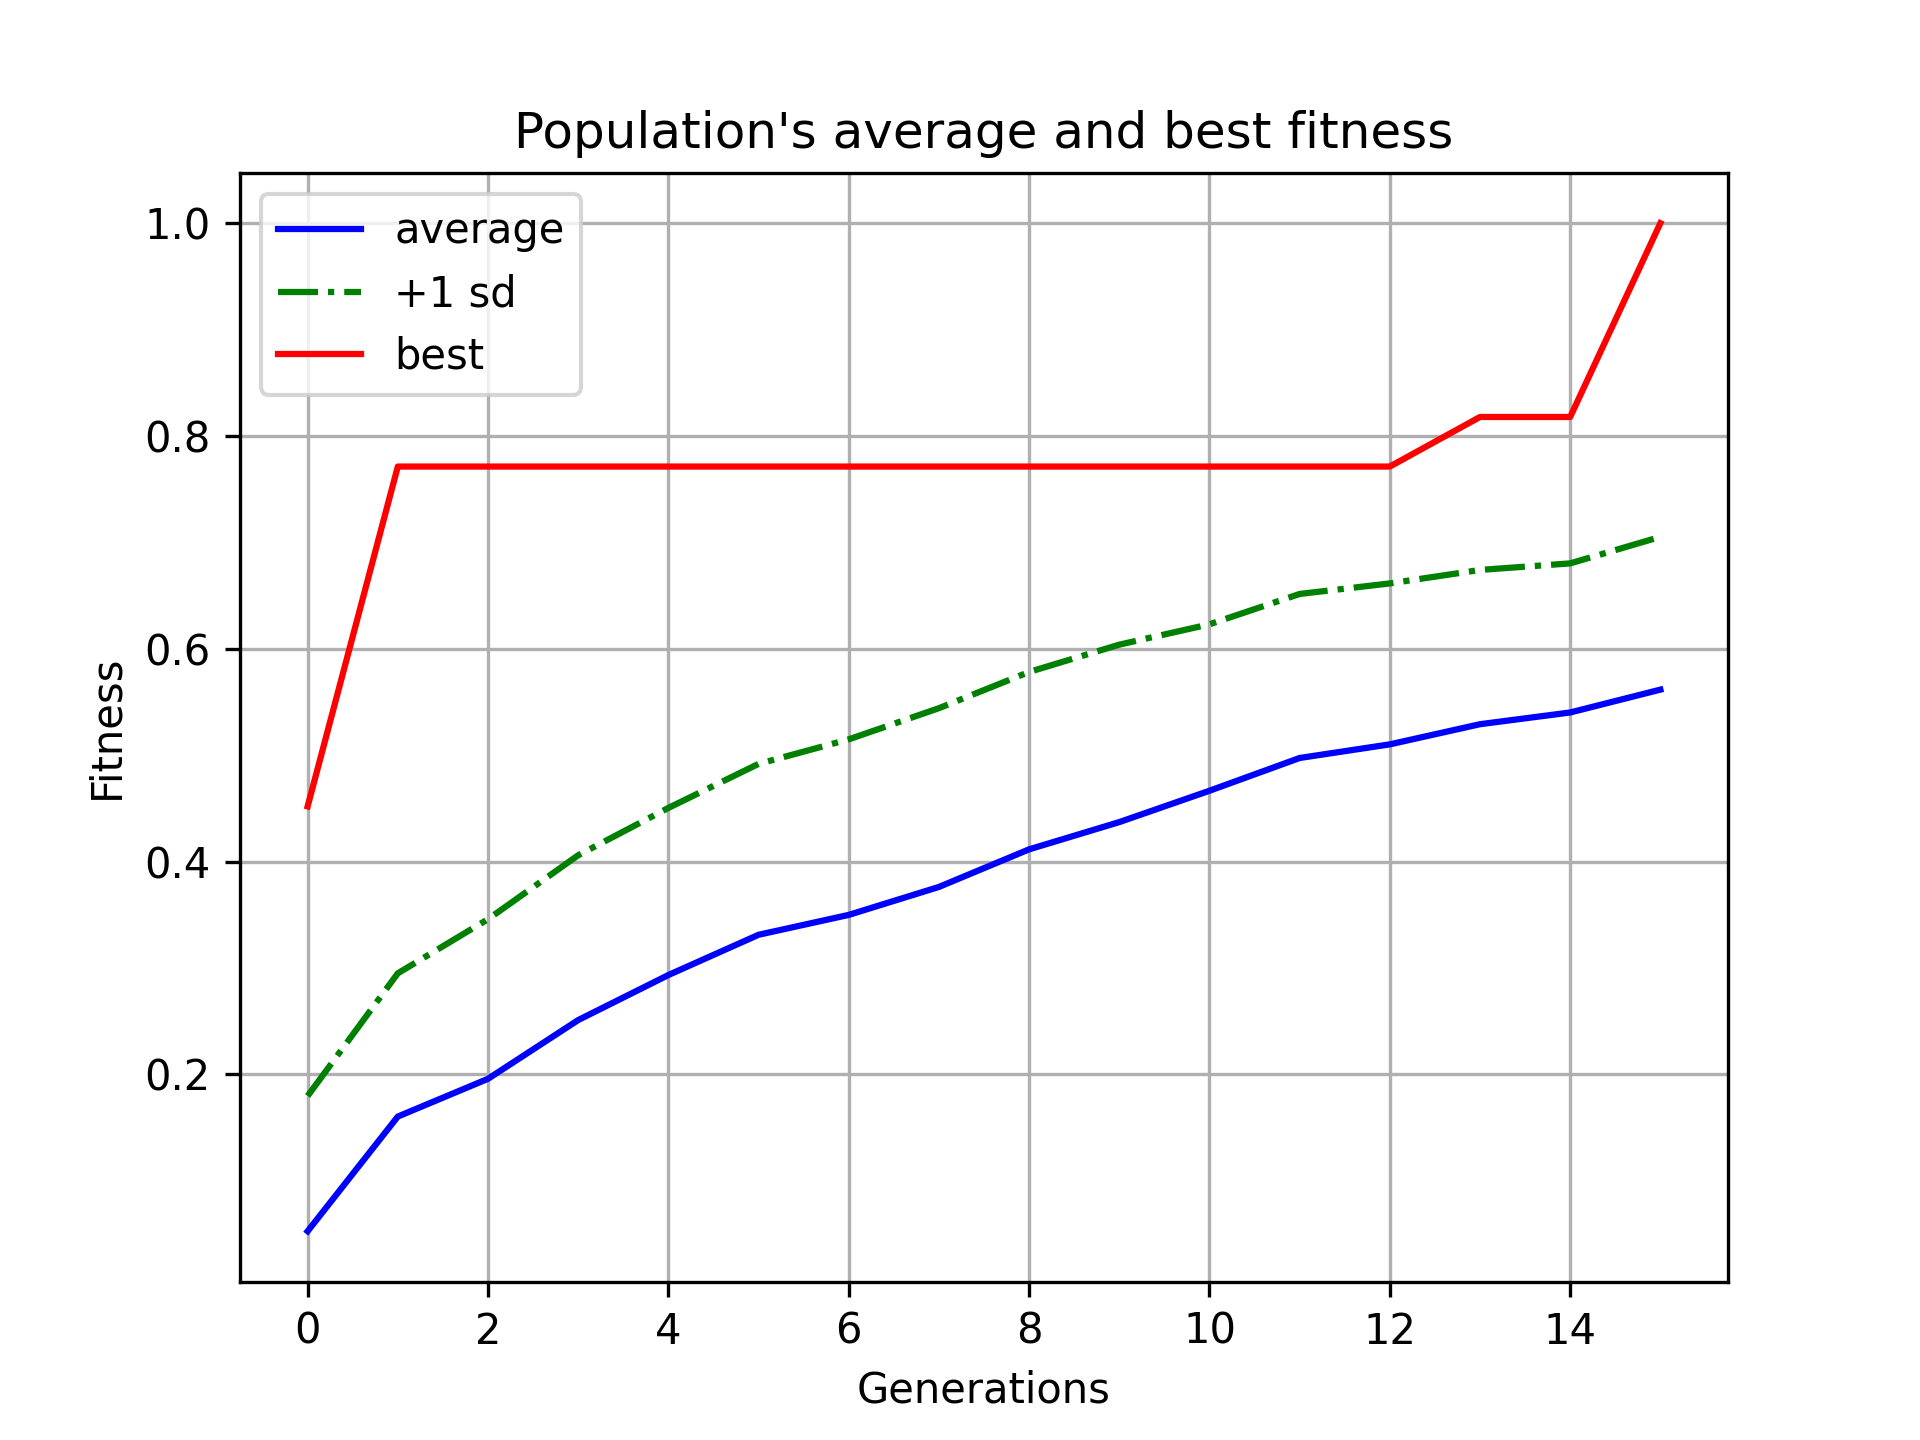 Population's average and best fitness
average
+1 sd
best
1.0
0.8
0.6
0.4
0.2
Fitness
0 2 4 6 8 10 12 14
Generations